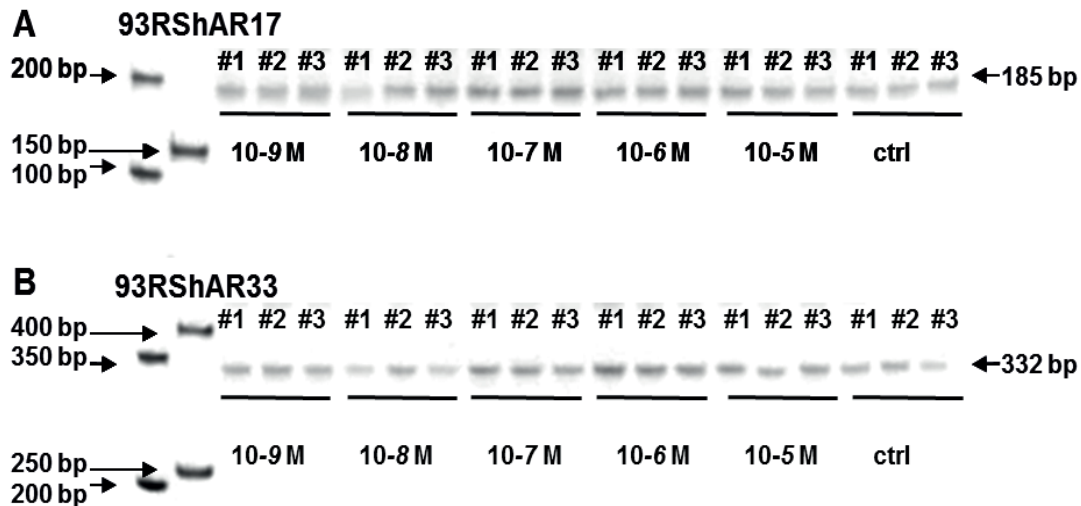 A 93RShAR17
200 bp #1 #2 #3 #1 #2 #3 #1 #2 #3 #1 #2 #3 #1 #2 #3 #1 #2 #3 185 bp
150 bp 10-9 M 10-8 M 10-7 M 10-6 M 10-5 M ctrl
100 bp
B 93RShAR33
400 bp #1 #2 #3 #1 #2 #3 #1 #2 #3 #1 #2 #3 #1 #2 #3 #1 #2 #3
350 bp 332 bp
250 bp 10-9 M 10-8 M 10-7 M 10-6 M 10-5 M ctrl
200 bp